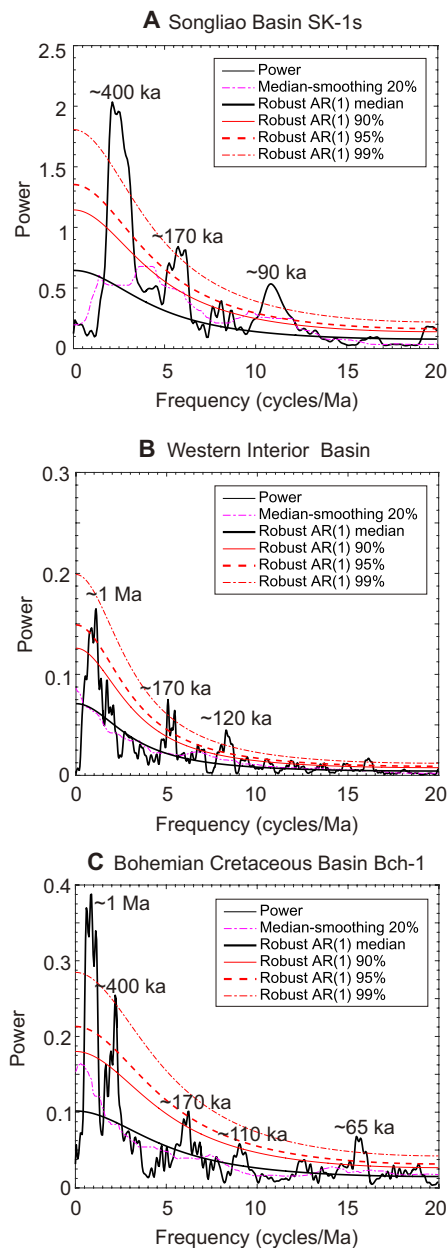 A Songliao Basin SK-1s
~400 ka
~170 ka
~90 ka
Power
Median-smoothing 20%
Robust AR(1) median
Robust AR(1) 90%
Robust AR(1) 95%
Robust AR(1) 99%
2.5
2
1.5
1
0.5
0
Power
0 5 10 15 20
Frequency (cycles/Ma)
B Western Interior Basin
~1 Ma
~170 ka
~120 ka
Power
Median-smoothing 20%
Robust AR(1) median
Robust AR(1) 90%
Robust AR(1) 95%
Robust AR(1) 99%
0.3
0.2
0.1
0
Power
0 5 10 15 20
Frequency (cycles/Ma)
C Bohemian Cretaceous Basin Bch-1
~1 Ma
~400 ka
~170 ka
~110 ka
~65 ka
Power
Median-smoothing 20%
Robust AR(1) median
Robust AR(1) 90%
Robust AR(1) 95%
Robust AR(1) 99%
0.4
0.3
0.2
0.1
0
Power
0 5 10 15 20
Frequency (cycles/Ma)